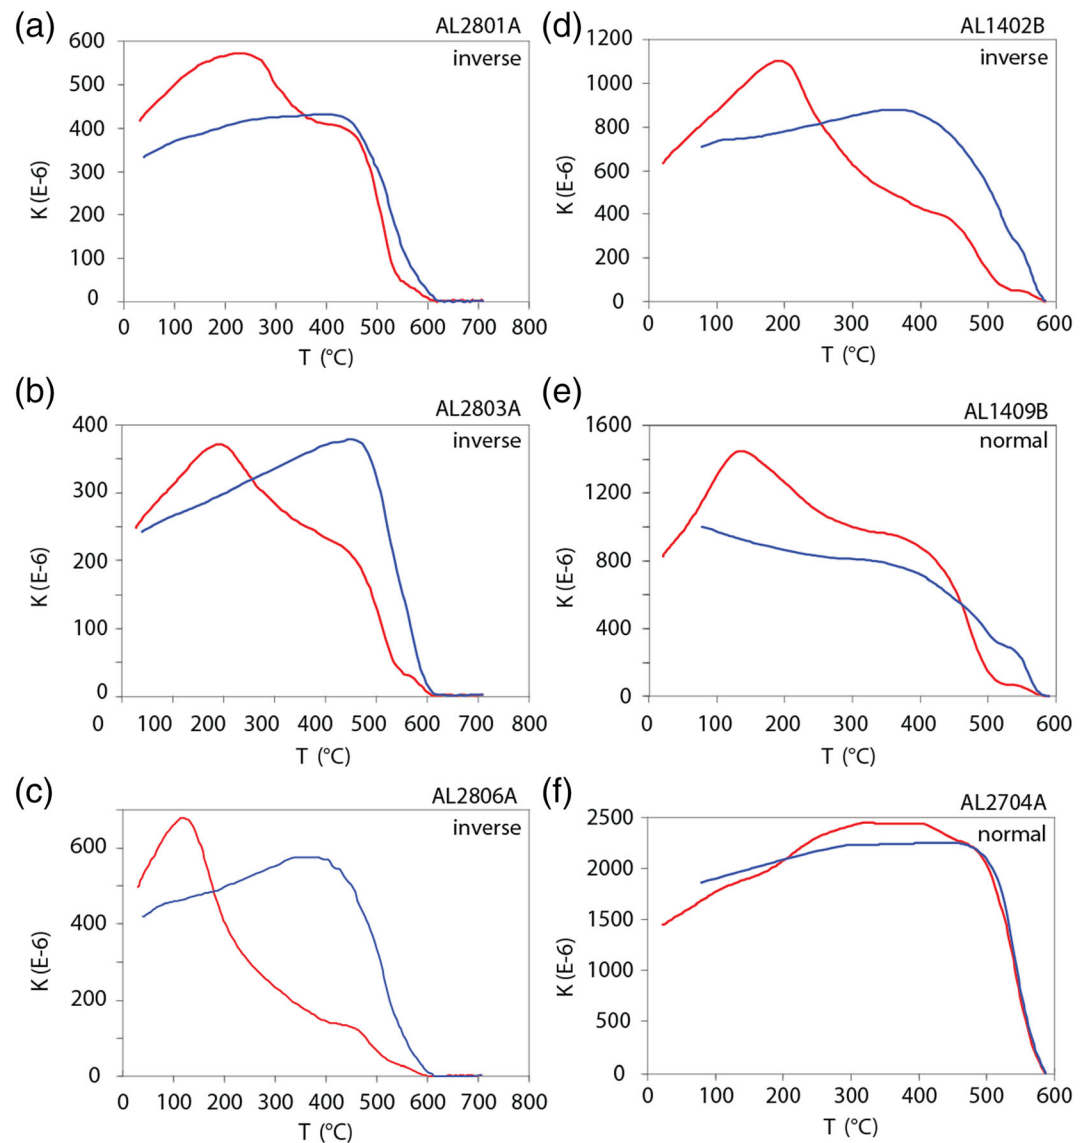 (a)
AL2801A
inverse
600
500
400
300
200
100
0
K (E-6)
0 100 200 300 400 500 600 700 800
T (°C)
(b)
AL2803A
inverse
400
300
200
100
0
K (E-6)
0 100 200 300 400 500 600 700 800
T (°C)
(c)
AL2806A
inverse
600
400
200
0
K (E-6)
0 100 200 300 400 500 600 700 800
T (°C)
(d)
AL1402B
inverse
1200
1000
800
600
400
200
0
K (E-6)
0 100 200 300 400 500 600
T (°C)
(e)
AL1409B
normal
1600
1200
800
400
0
K (E-6)
0 100 200 300 400 500 600
T (°C)
(f)
AL2704A
normal
2500
2000
1500
1000
500
0
K (E-6)
0 100 200 300 400 500 600
T (°C)